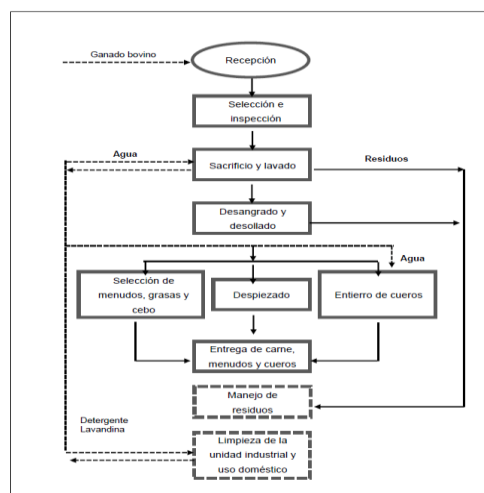 Ganado bovino
Recepción
Selección e
inspección
Agua
Sacrificio y lavado
Residuos
Desangrado y
desollado
Agua
Selección de
menudos, grasas y
cebo
Despiezado
Entierro de cueros
Entrega de carne,
menudos y cueros
Manejo de
residuos
Detergente
Lavandina
Limpieza de la
unidad industrial y
uso doméstico